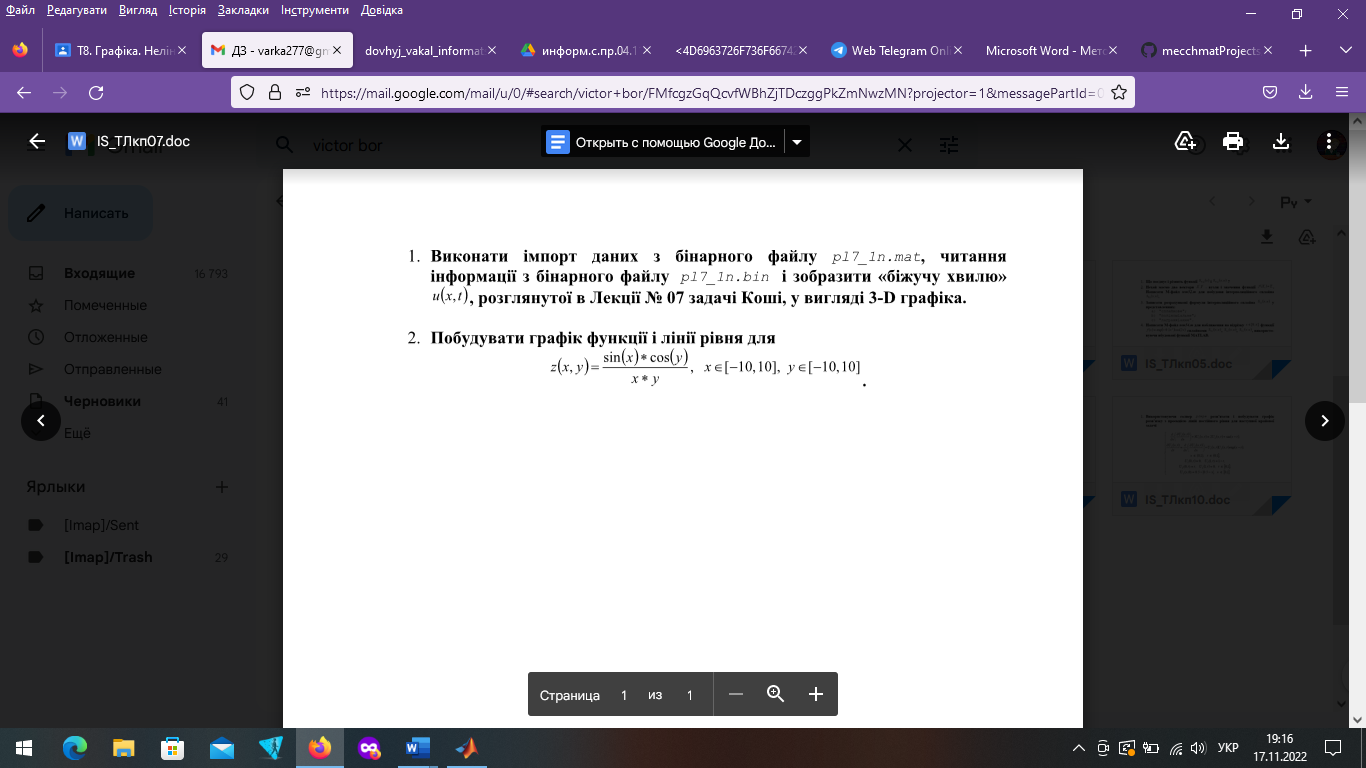 Файл Редагувати Вигляд Історія Закладки Інструменти Довідка
Т8. Графіка. Нелін
ДЗ - varka277@gm
dovhyj_vakal_informat
информ.с.пр.04.1
<4D6963726F736F6674
Web Telegram Onl
Microsoft Word - Мето
mecchmatProjects
https://mail.google.com/mail/u/0/#search/victor+bor/FMfcgzGqQcvfWBhZjTDczggPkZmNwzMN?projector=1&messagePartId=0
IS_ТЛкп07.doc
victor bor
Открыть с помощью Google До...
Написать
Входящие 16 793
Помеченные
Отложенные
Отправленные
Черновики 41
Ещё
Ярлыки
[Imap]/Sent
[Imap]/Trash 29
1. Виконати імпорт даних з бінарного файлу pl7_1n.mat, читання
інформації з бінарного файлу pl7_1n.bin і зобразити «біжучу хвилю»
u(x,t), розглянутої в Лекції № 07 задачі Коші, у вигляді 3-D графіка.
2. Побудувати графік функції і лінії рівня для
z(x, y) = sin(x)*cos(y) / x * y, x ∈ [−10,10], y ∈ [−10,10].
IS_ТЛкп05.doc
IS_ТЛкп10.doc
Страница 1 из 1
УКР
19:16
17.11.2022